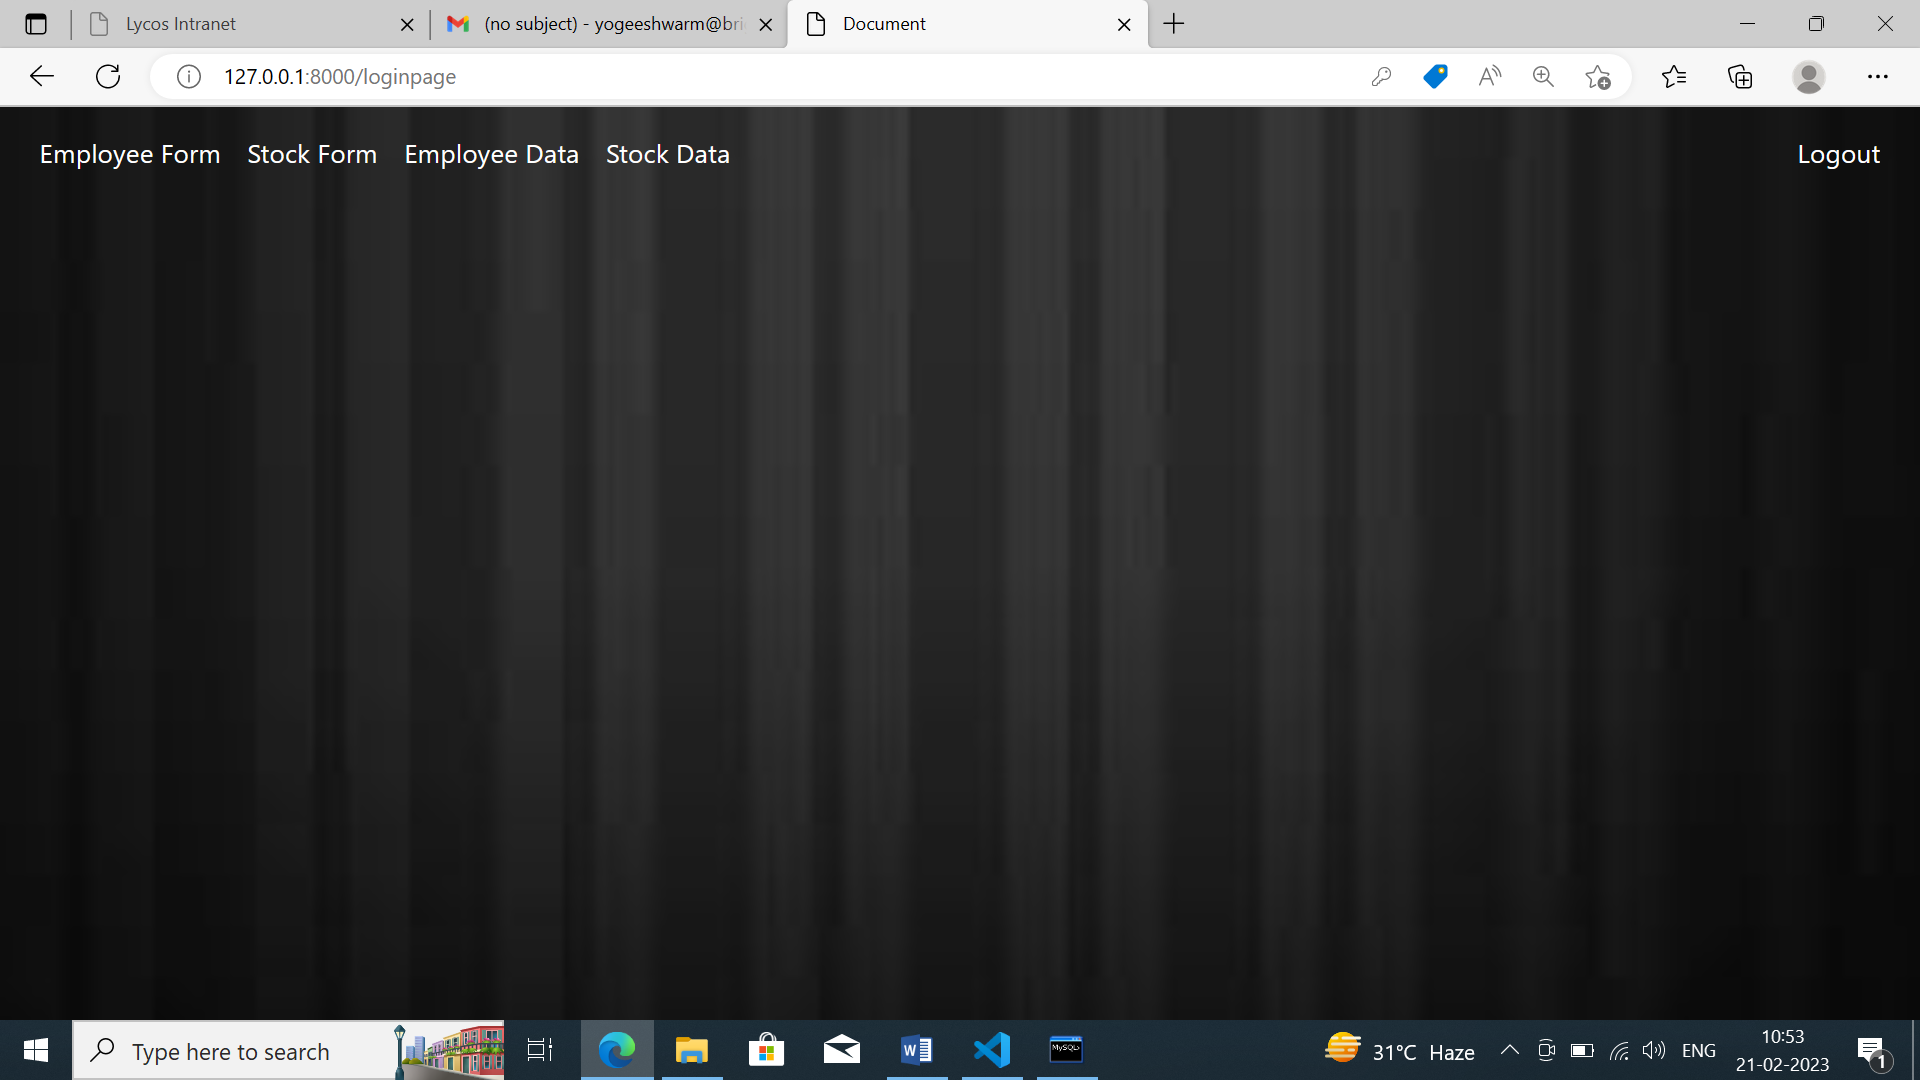 Lycos Intranet
(no subject) - yogeeshwarm@bri
Document
127.0.0.1:8000/loginpage
Employee Form Stock Form Employee Data Stock Data Logout
Type here to search
MySQL
31°C Haze
ENG
10:53
21-02-2023
1